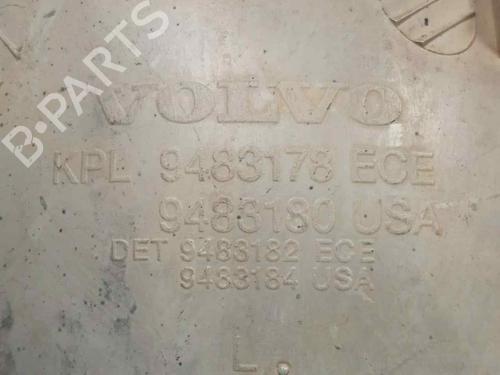 B-PARTS
VOLVO
KPL 9483178 ECE
9483180 USA
DET 9483182 ECE
9483184 USA
L.